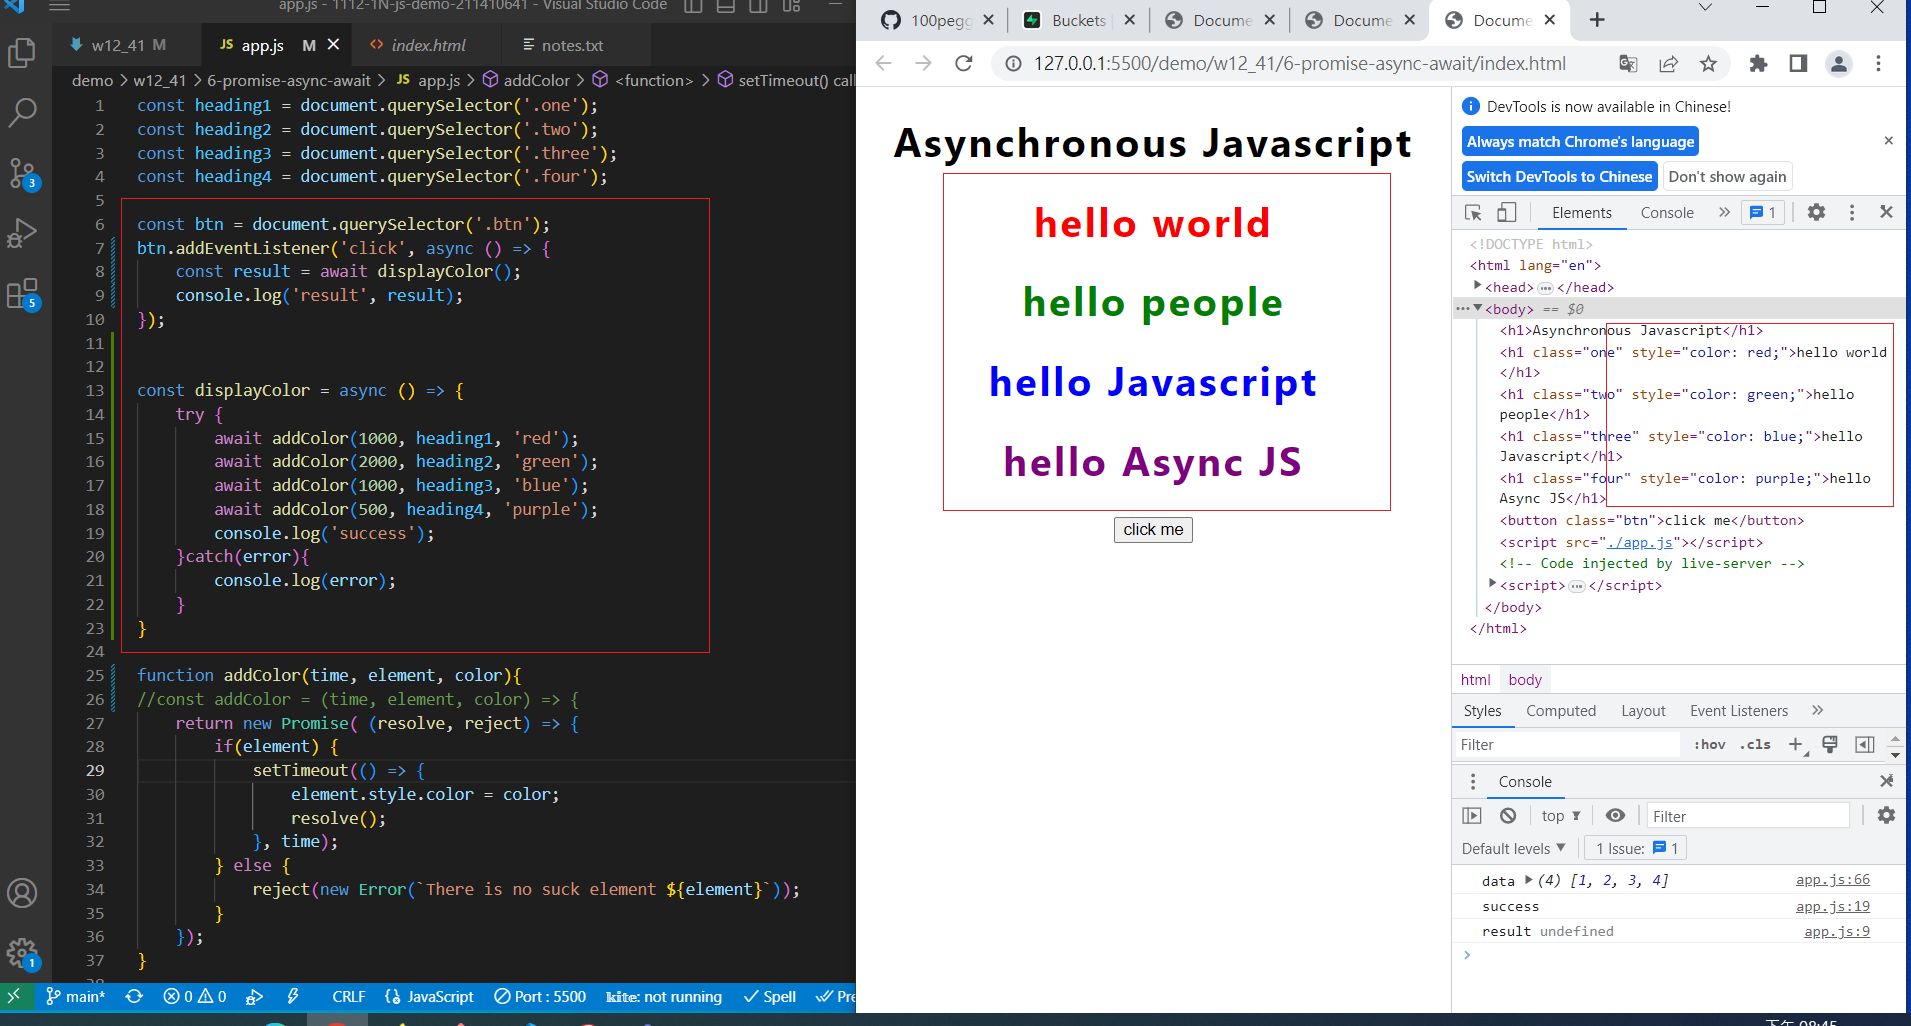 app.js - 1112-1N-js-demo-211410641 - Visual Studio Code
w12_41 M
JS app.js M
index.html
notes.txt
demo > w12_41 > 6-promise-async-await > JS app.js > addColor > <function> > setTimeout() call
1 const heading1 = document.querySelector('.one');
2 const heading2 = document.querySelector('.two');
3 const heading3 = document.querySelector('.three');
4 const heading4 = document.querySelector('.four');
5
6 const btn = document.querySelector('.btn');
7 btn.addEventListener('click', async () => {
8 const result = await displayColor();
9 console.log('result', result);
10 });
11
12
13 const displayColor = async () => {
14 try {
15 await addColor(1000, heading1, 'red');
16 await addColor(2000, heading2, 'green');
17 await addColor(1000, heading3, 'blue');
18 await addColor(500, heading4, 'purple');
19 console.log('success');
20 }catch(error){
21 console.log(error);
22 }
23 }
24
25 function addColor(time, element, color){
26 //const addColor = (time, element, color) => {
27 return new Promise( (resolve, reject) => {
28 if(element) {
29 setTimeout(() => {
30 element.style.color = color;
31 resolve();
32 }, time);
33 } else {
34 reject(new Error(`There is no suck element ${element}`));
35 }
36 });
37 }
3
5
1
main* 0 0 CRLF JavaScript Port : 5500 kite: not running Spell Pre
100pegg
Buckets
Docume
Docume
Docume
127.0.0.1:5500/demo/w12_41/6-promise-async-await/index.html
Asynchronous Javascript
hello world
hello people
hello Javascript
hello Async JS
click me
DevTools is now available in Chinese!
Always match Chrome's language
Switch DevTools to Chinese
Don't show again
Elements Console » 1
<!DOCTYPE html>
<html lang="en">
<head> ••• </head>
••• <body> == $0
<h1>Asynchronous Javascript</h1>
<h1 class="one" style="color: red;">hello world
</h1>
<h1 class="two" style="color: green;">hello
people</h1>
<h1 class="three" style="color: blue;">hello
Javascript</h1>
<h1 class="four" style="color: purple;">hello
Async JS</h1>
<button class="btn">click me</button>
<script src="./app.js"></script>
<!-- Code injected by live-server -->
<script> ••• </script>
</body>
</html>
html body
Styles Computed Layout Event Listeners »
Filter :hov .cls +
Console
top Filter
Default levels 1 Issue: 1
data (4) [1, 2, 3, 4] app.js:66
success app.js:19
result undefined app.js:9
下午 08:45